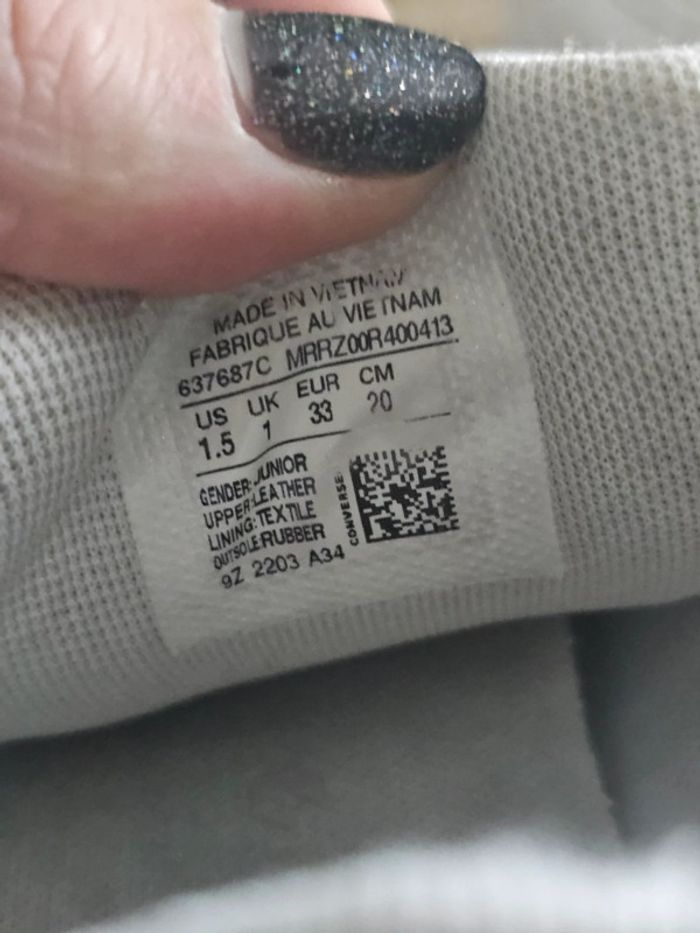 MADE IN VIETNAM
FABRIQUE AU VIETNAM
637687C MRRZ00R400413
US UK EUR CM
1.5 1 33 20
GENDER: JUNIOR
UPPER: LEATHER
LINING: TEXTILE
OUTSOLE: RUBBER
9Z 2203 A34
CONVERSE